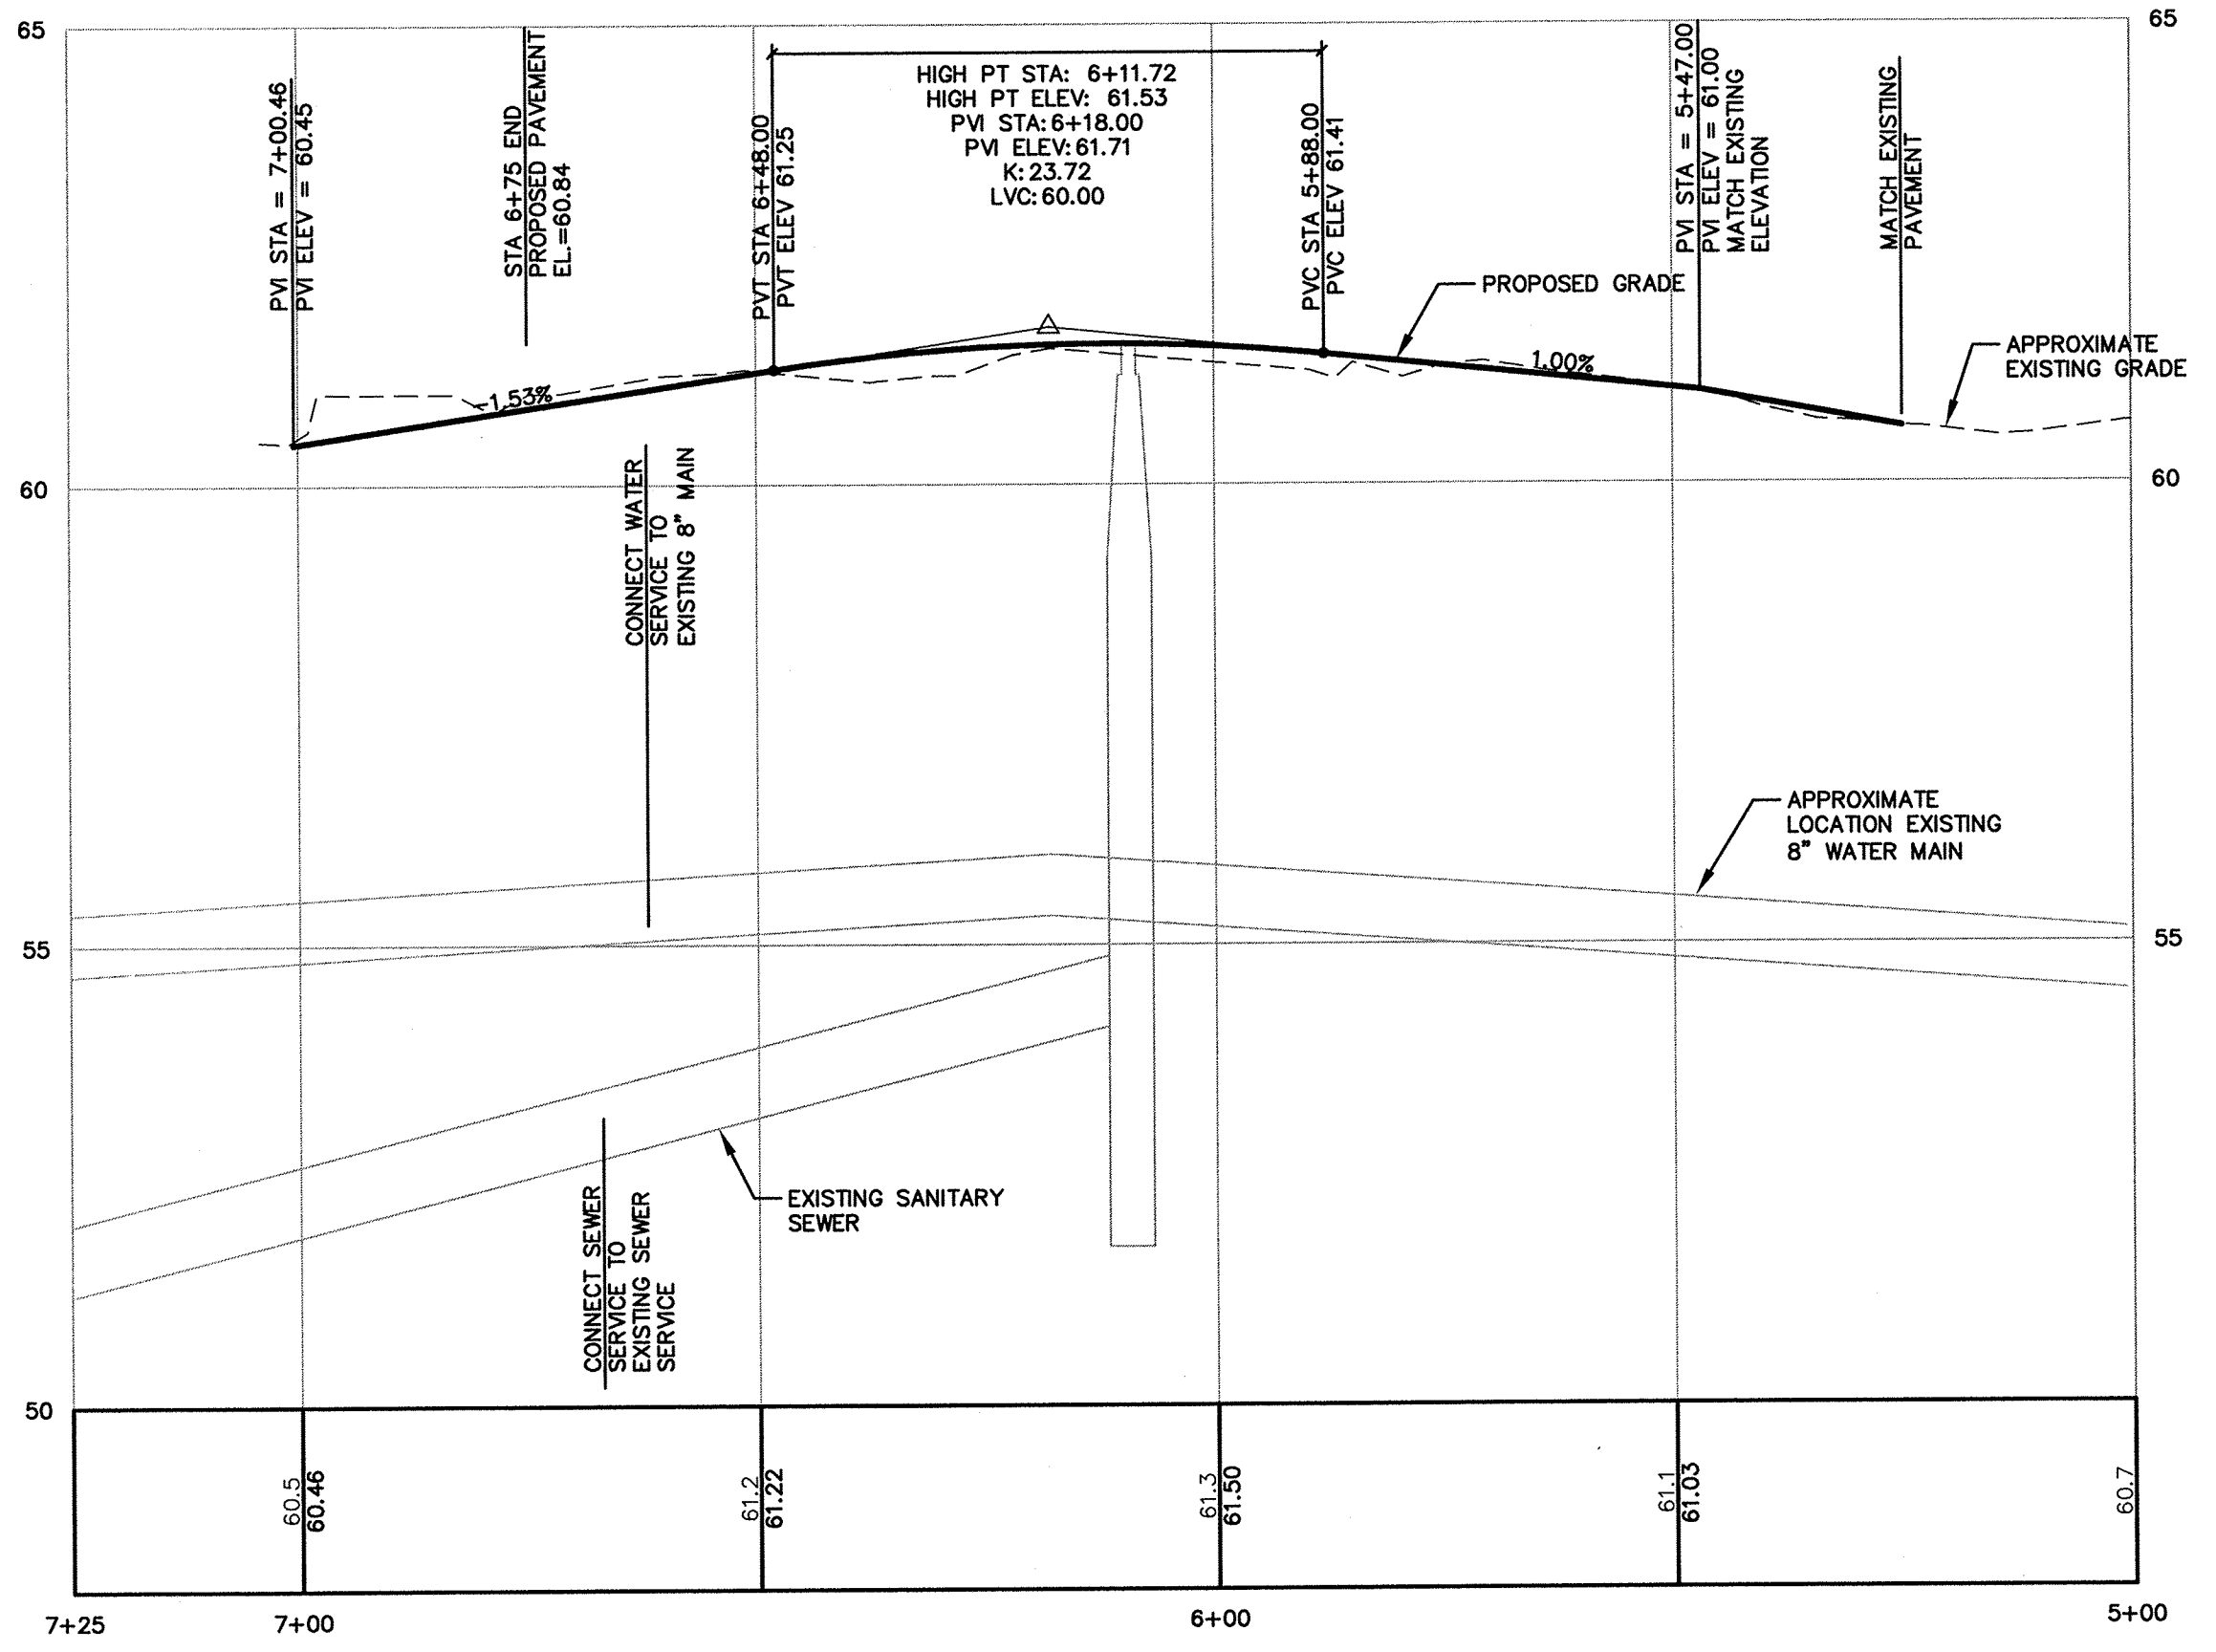 65
65
PVI STA = 7+00.46
PVI ELEV = 60.45
STA 6+75 END
PROPOSED PAVEMENT
EL.=60.84
PVT STA 6+48.00
PVT ELEV 61.25
HIGH PT STA: 6+11.72
HIGH PT ELEV: 61.53
PVI STA: 6+18.00
PVI ELEV: 61.71
K: 23.72
LVC: 60.00
PVC STA 5+88.00
PVC ELEV 61.41
PVI STA = 5+47.00
PVI ELEV = 61.00
MATCH EXISTING
ELEVATION
MATCH EXISTING
PAVEMENT
PROPOSED GRADE
APPROXIMATE
EXISTING GRADE
-1.53%
1.00%
60
60
CONNECT WATER
SERVICE TO
EXISTING 8" MAIN
APPROXIMATE
LOCATION EXISTING
8" WATER MAIN
55
55
EXISTING SANITARY
SEWER
CONNECT SEWER
SERVICE TO
EXISTING SEWER
SERVICE
50
60.5
60.46
61.2
61.22
61.3
61.50
61.1
61.03
60.7
7+25
7+00
6+00
5+00